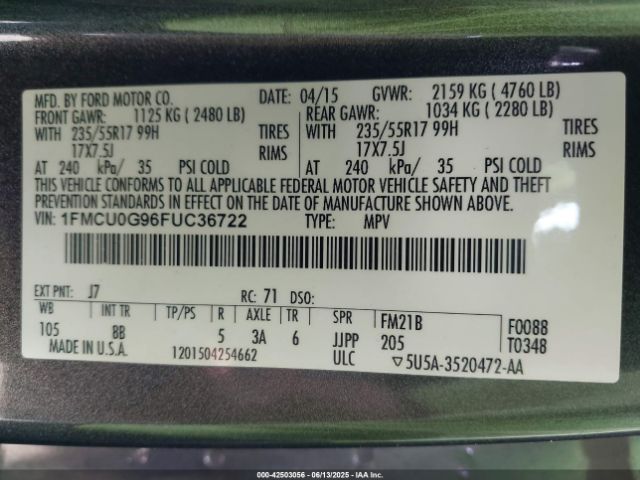 MFD. BY FORD MOTOR CO. DATE: 04/15 GVWR: 2159 KG ( 4760 LB)
FRONT GAWR: 1125 KG ( 2480 LB) REAR GAWR: 1034 KG ( 2280 LB)
WITH 235/55R17 99H TIRES WITH 235/55R17 99H TIRES
17X7.5J RIMS 17X7.5J RIMS
AT 240 kPa/ 35 PSI COLD AT 240 kPa/ 35 PSI COLD
THIS VEHICLE CONFORMS TO ALL APPLICABLE FEDERAL MOTOR VEHICLE SAFETY AND THEFT
PREVENTION STANDARDS IN EFFECT ON THE DATE OF MANUFACTURE SHOWN ABOVE.
VIN: 1FMCU0G96FUC36722 TYPE: MPV
EXT PNT: J7 RC: 71 DSO:
WB INT TR TP/PS R AXLE TR SPR FM21B F0088
105 8B 5 3A 6 JJPP 205 T0348
MADE IN U.S.A. 1201504254662 ULC ▽5U5A-3520472-AA
000-42503056 - 06/13/2025 - IAA Inc.